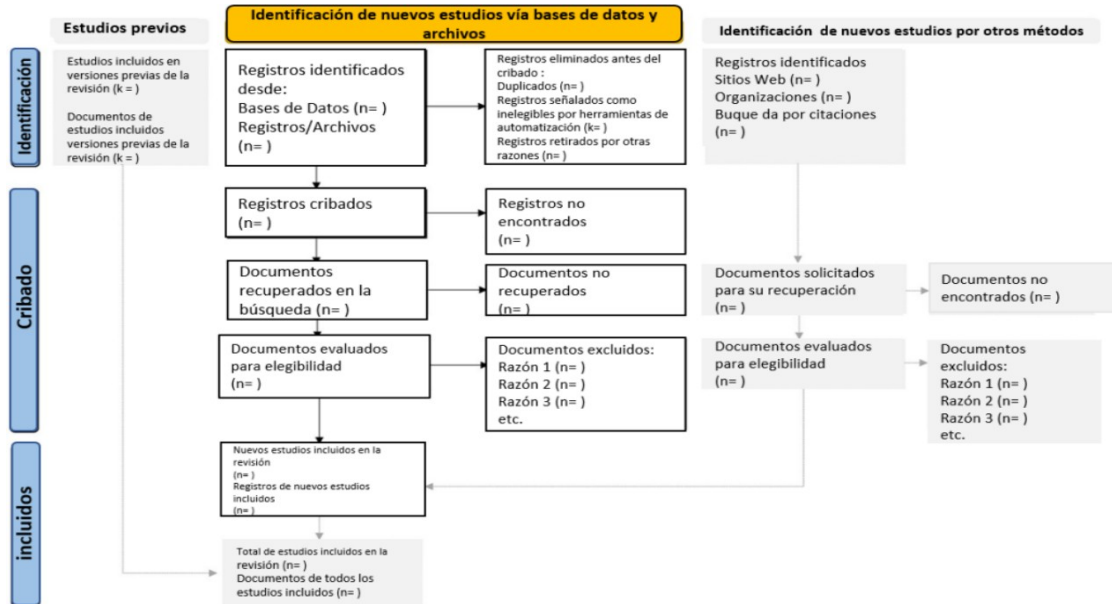 Estudios previos
Identificación de nuevos estudios vía bases de datos y
archivos
Identificación de nuevos estudios por otros métodos
Identificación
Estudios incluidos en
versiones previas de la
revisión (k = )
Documentos de
estudios incluidos
versiones previas de la
revisión (k = )
Registros identificados
desde:
Bases de Datos (n= )
Registros/Archivos
(n= )
Registros eliminados antes del
cribado :
Duplicados (n= )
Registros señalados como
inelegibles por herramientas de
automatización (k= )
Registros retirados por otras
razones (n= )
Registros identificados
Sitios Web (n= )
Organizaciones (n= )
Buque da por citaciones
(n= )
Cribado
Registros cribados
(n= )
Registros no
encontrados
(n= )
Documentos
recuperados en la
búsqueda (n= )
Documentos no
recuperados
(n= )
Documentos solicitados
para su recuperación
(n= )
Documentos no
encontrados (n= )
Documentos evaluados
para elegibilidad
(n= )
Documentos excluidos:
Razón 1 (n= )
Razón 2 (n= )
Razón 3 (n= )
etc.
Documentos evaluados
para elegibilidad
(n= )
Documentos
excluidos:
Razón 1 (n= )
Razón 2 (n= )
Razón 3 (n= )
etc.
incluidos
Nuevos estudios incluidos en la
revisión
(n= )
Registros de nuevos estudios
incluidos
(n= )
Total de estudios incluidos en la
revisión (n= )
Documentos de todos los
estudios incluidos (n= )